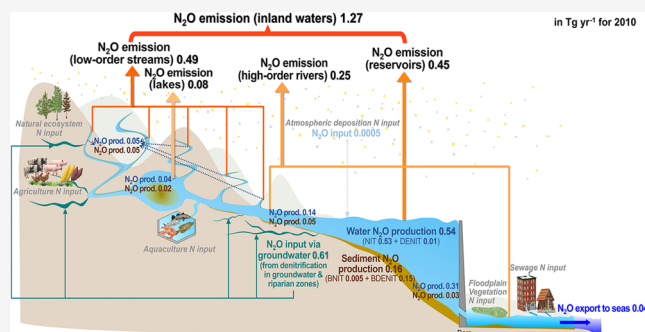 N₂O emission (inland waters) 1.27
in Tg yr⁻¹ for 2010
N₂O emission
(low-order streams) 0.49
N₂O emission
(lakes) 0.08
N₂O emission
(high-order rivers) 0.25
N₂O emission
(reservoirs) 0.45
Natural ecosystem
N input
Atmospheric deposition N input
N₂O input 0.0005
N₂O prod. 0.05
N₂O prod. 0.05
Agriculture N input
N₂O prod. 0.04
N₂O prod. 0.02
Aquaculture N input
N₂O prod. 0.14
N₂O prod. 0.05
N₂O input via
groundwater 0.61
(from denitrification
in groundwater &
riparian zones)
Water N₂O production 0.54
(NIT 0.53 + DENIT 0.01)
Sediment N₂O
production 0.16
(BNIT 0.005 + BDENIT 0.15)
N₂O prod. 0.31
N₂O prod. 0.03
Floodplain
Vegetation
N input
Sewage N input
N₂O export to seas 0.04